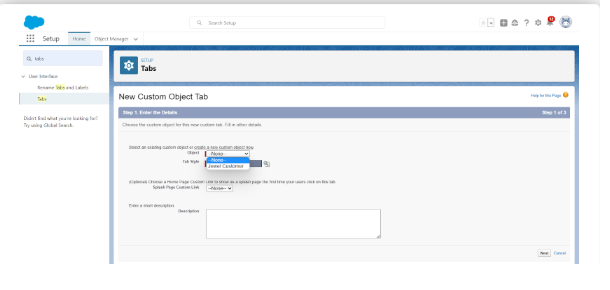 Search Setup
Setup
Home
Object Manager
tabs
User Interface
Rename Tabs and Labels
Tabs
Didn't find what you're looking for?
Try using Global Search.
SETUP
Tabs
New Custom Object Tab
Help for this Page
Step 1. Enter the Details
Step 1 of 3
Choose the custom object for this new custom tab. Fill in other details.
Select an existing custom object or create a new custom object now.
Object
--None--
--None--
Jewel Customer
Tab Style
(Optional) Choose a Home Page Custom Link to show as a splash page the first time your users click on this tab.
Splash Page Custom Link
--None--
Enter a short description.
Description
Next
Cancel